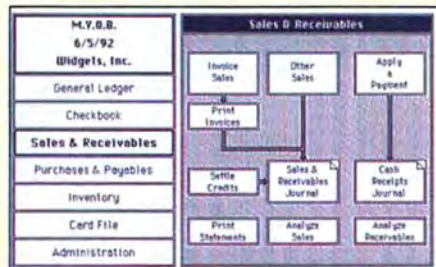 M.Y.O.B.
6/5/92
Widgets, Inc.
General Ledger
Checkbook
Sales & Receivables
Purchases & Payables
Inventory
Card File
Administration
Sales & Receivables
Invoice
Sales
Other
Sales
Apply
a
Payment
Print
Invoices
Settle
Credits
Sales &
Receivables
Journal
Cash
Receipts
Journal
Print
Statements
Analyze
Sales
Analyze
Receivables